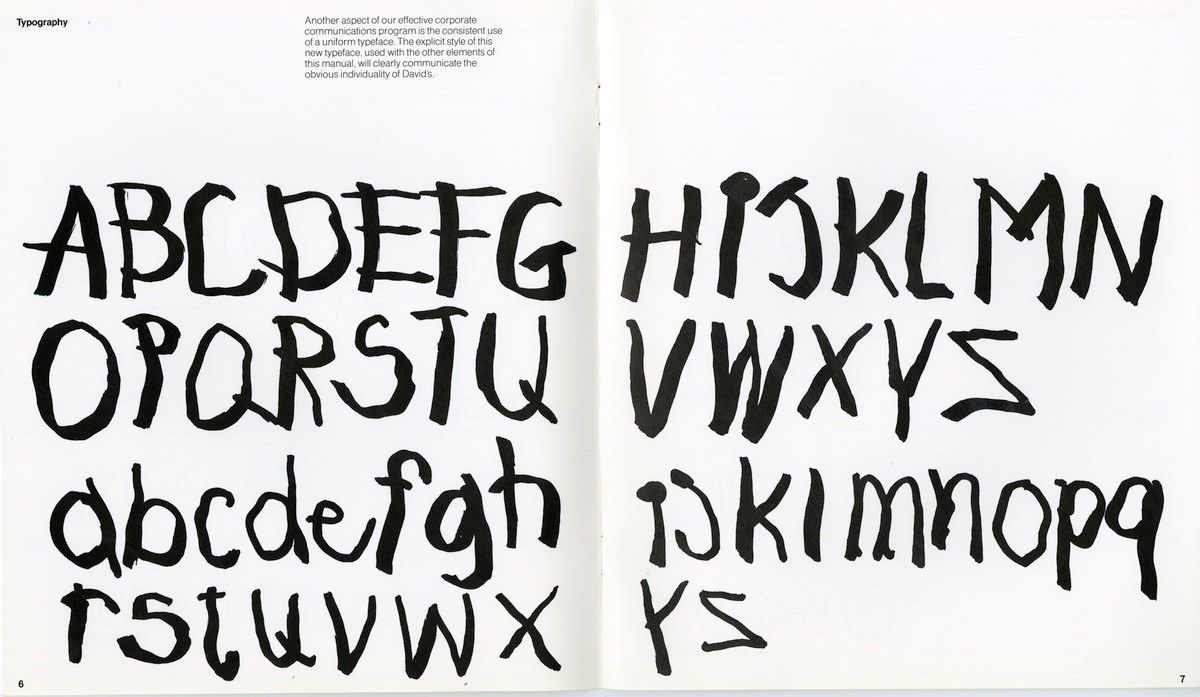 Typography
Another aspect of our effective corporate
communications program is the consistent use
of a uniform typeface. The explicit style of this
new typeface, used with the other elements of
this manual, will clearly communicate the
obvious individuality of David's.
ABCDEFG
OPQRSTU
abcdefgh
rstuvwx
6
HiJKLMN
VWXYZ
ijklmnopq
yz
7